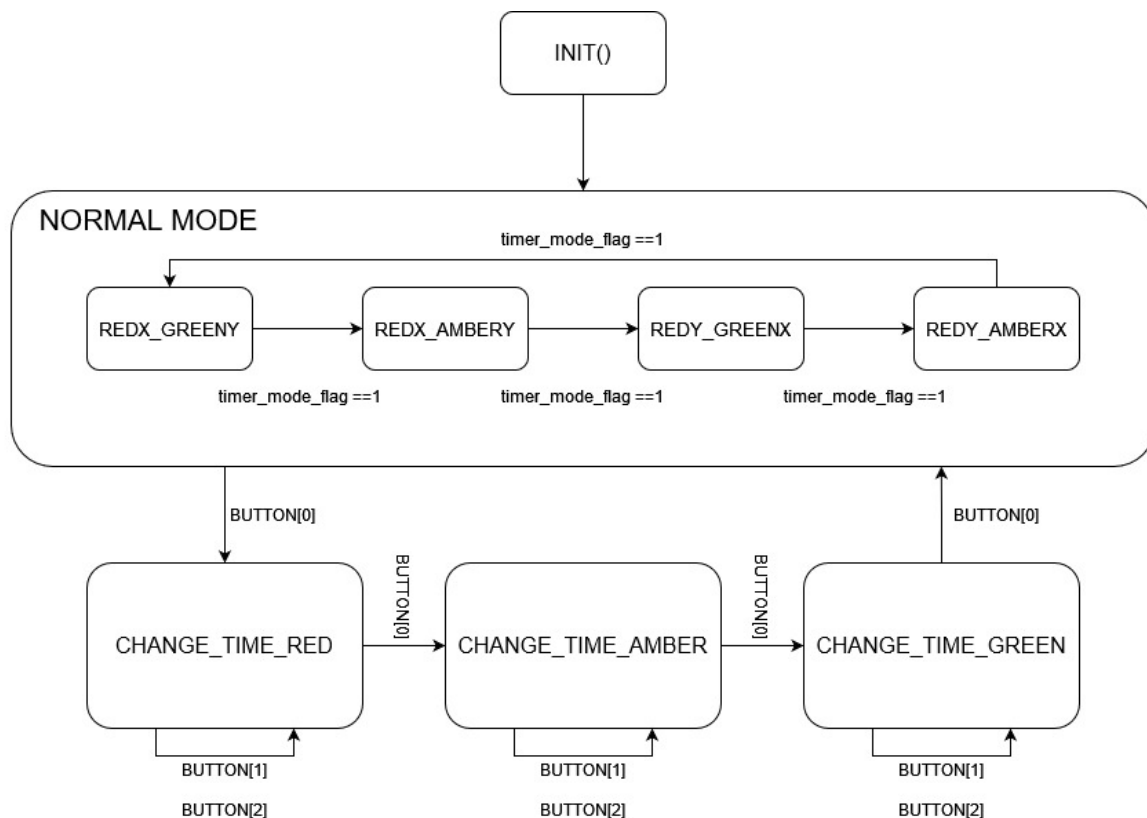 INIT()
NORMAL MODE
timer_mode_flag ==1
REDX_GREENY
REDX_AMBERY
REDY_GREENX
REDY_AMBERX
timer_mode_flag ==1
timer_mode_flag ==1
timer_mode_flag ==1
BUTTON[0]
BUTTON[0]
BUTTON[0]
BUTTON[0]
CHANGE_TIME_RED
CHANGE_TIME_AMBER
CHANGE_TIME_GREEN
BUTTON[1]
BUTTON[1]
BUTTON[1]
BUTTON[2]
BUTTON[2]
BUTTON[2]